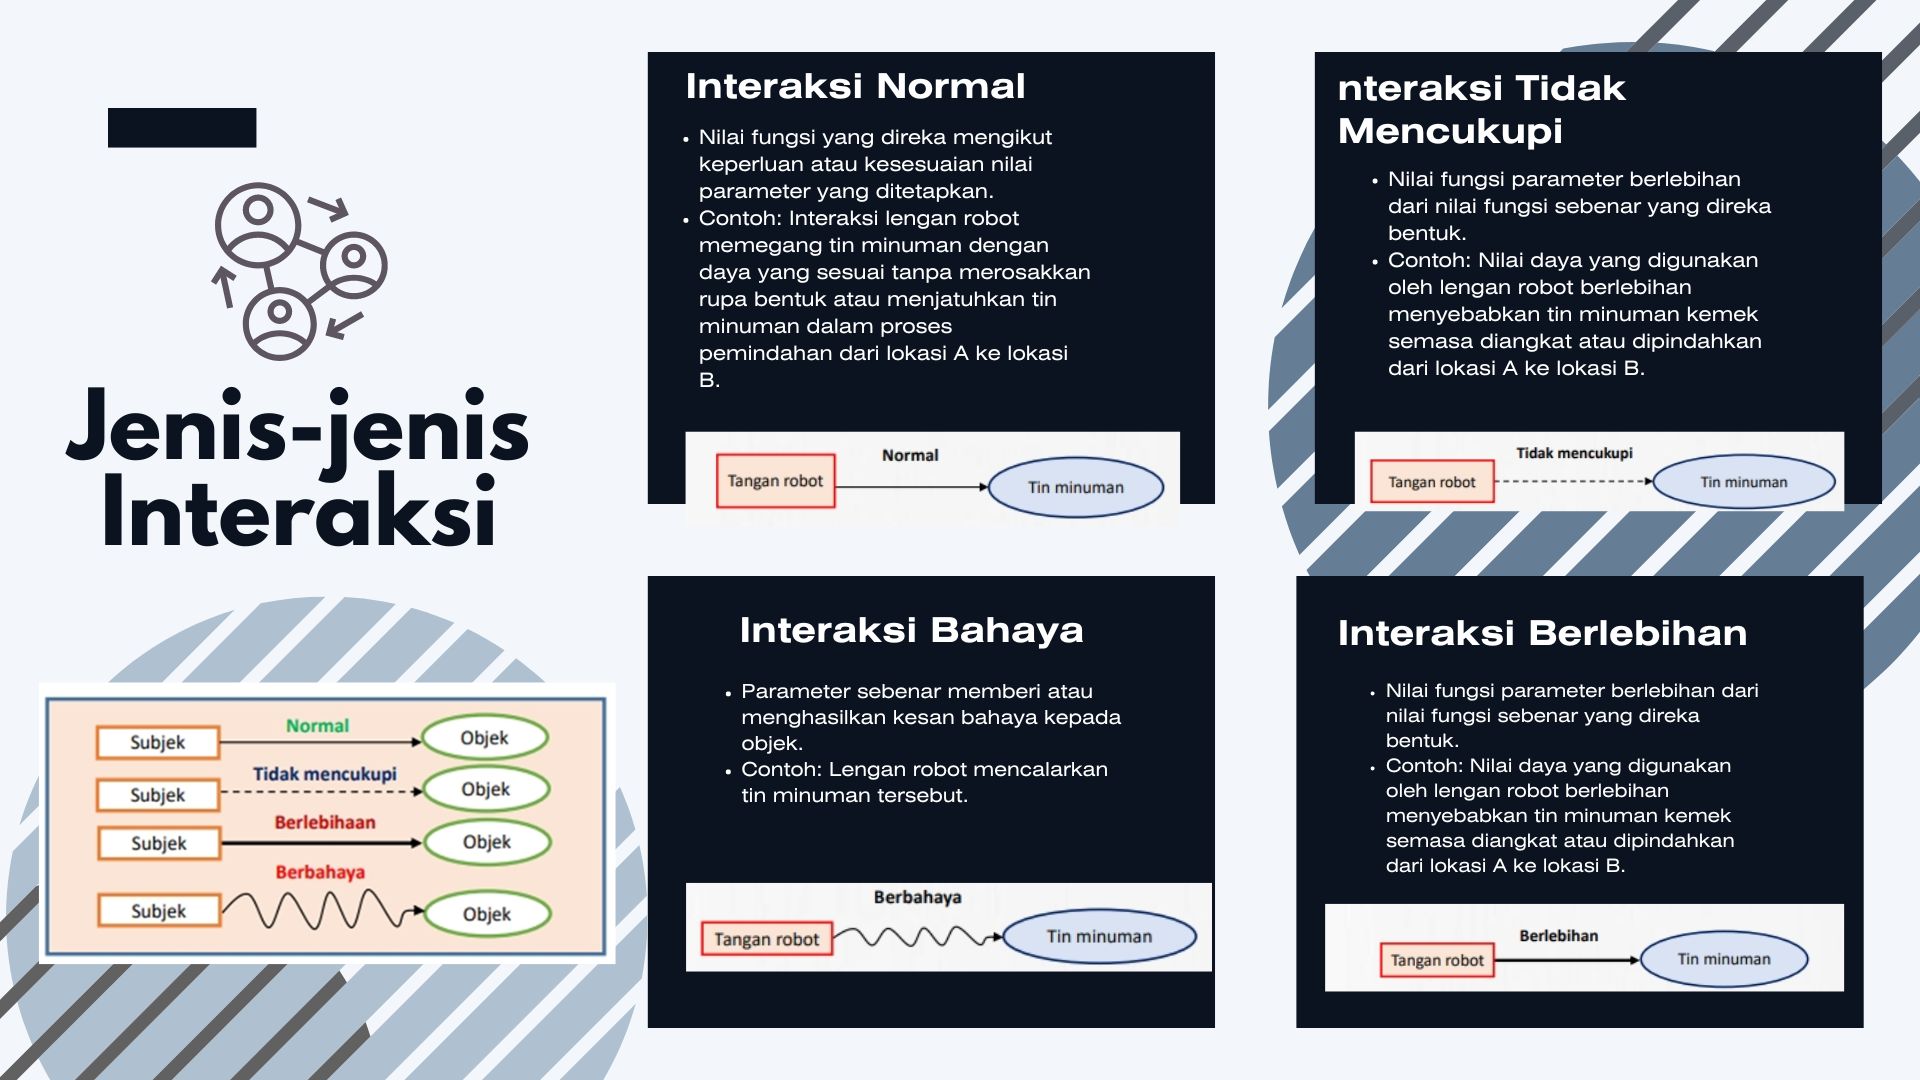 Jenis-jenis
Interaksi
Normal
Subjek
Objek
Tidak mencukupi
Subjek
Objek
Berlebihaan
Subjek
Objek
Berbahaya
Subjek
Objek
Interaksi Normal
• Nilai fungsi yang direka mengikut
keperluan atau kesesuaian nilai
parameter yang ditetapkan.
• Contoh: Interaksi lengan robot
memegang tin minuman dengan
daya yang sesuai tanpa merosakkan
rupa bentuk atau menjatuhkan tin
minuman dalam proses
pemindahan dari lokasi A ke lokasi
B.
Normal
Tangan robot
Tin minuman
nteraksi Tidak
Mencukupi
• Nilai fungsi parameter berlebihan
dari nilai fungsi sebenar yang direka
bentuk.
• Contoh: Nilai daya yang digunakan
oleh lengan robot berlebihan
menyebabkan tin minuman kemek
semasa diangkat atau dipindahkan
dari lokasi A ke lokasi B.
Tidak mencukupi
Tangan robot
Tin minuman
Interaksi Bahaya
• Parameter sebenar memberi atau
menghasilkan kesan bahaya kepada
objek.
• Contoh: Lengan robot mencalarkan
tin minuman tersebut.
Berbahaya
Tangan robot
Tin minuman
Interaksi Berlebihan
• Nilai fungsi parameter berlebihan dari
nilai fungsi sebenar yang direka
bentuk.
• Contoh: Nilai daya yang digunakan
oleh lengan robot berlebihan
menyebabkan tin minuman kemek
semasa diangkat atau dipindahkan
dari lokasi A ke lokasi B.
Berlebihan
Tangan robot
Tin minuman